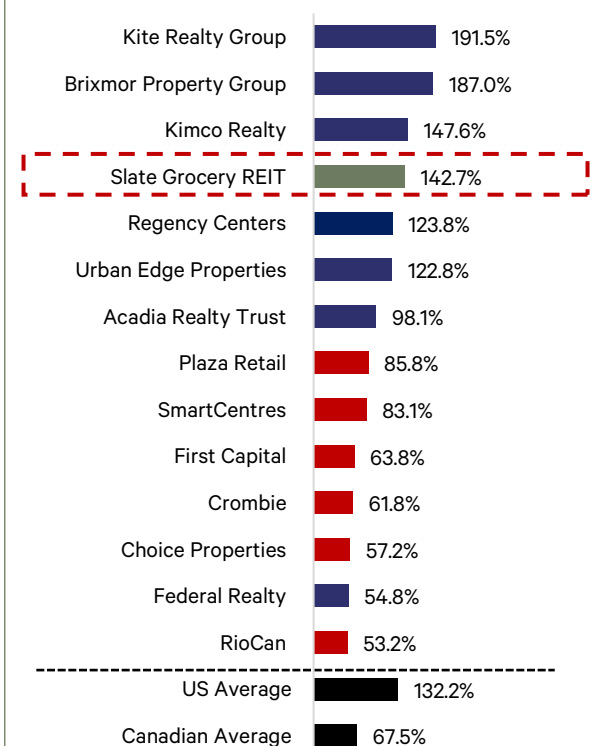 Kite Realty Group 191.5%
Brixmor Property Group 187.0%
Kimco Realty 147.6%
Slate Grocery REIT 142.7%
Regency Centers 123.8%
Urban Edge Properties 122.8%
Acadia Realty Trust 98.1%
Plaza Retail 85.8%
SmartCentres 83.1%
First Capital 63.8%
Crombie 61.8%
Choice Properties 57.2%
Federal Realty 54.8%
RioCan 53.2%
US Average 132.2%
Canadian Average 67.5%